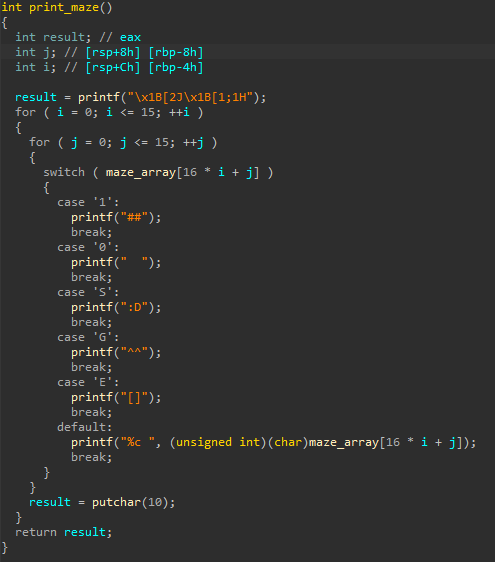 int print_maze()
{
  int result; // eax
  int j; // [rsp+8h] [rbp-8h]
  int i; // [rsp+Ch] [rbp-4h]

  result = printf("\x1B[2J\x1B[1;1H");
  for ( i = 0; i <= 15; ++i )
  {
    for ( j = 0; j <= 15; ++j )
    {
      switch ( maze_array[16 * i + j] )
      {
        case '1':
          printf("##");
          break;
        case '0':
          printf("  ");
          break;
        case 'S':
          printf(":D");
          break;
        case 'G':
          printf("^^");
          break;
        case 'E':
          printf("[]");
          break;
        default:
          printf("%c ", (unsigned int)(char)maze_array[16 * i + j]);
          break;
      }
    }
    result = putchar(10);
  }
  return result;
}